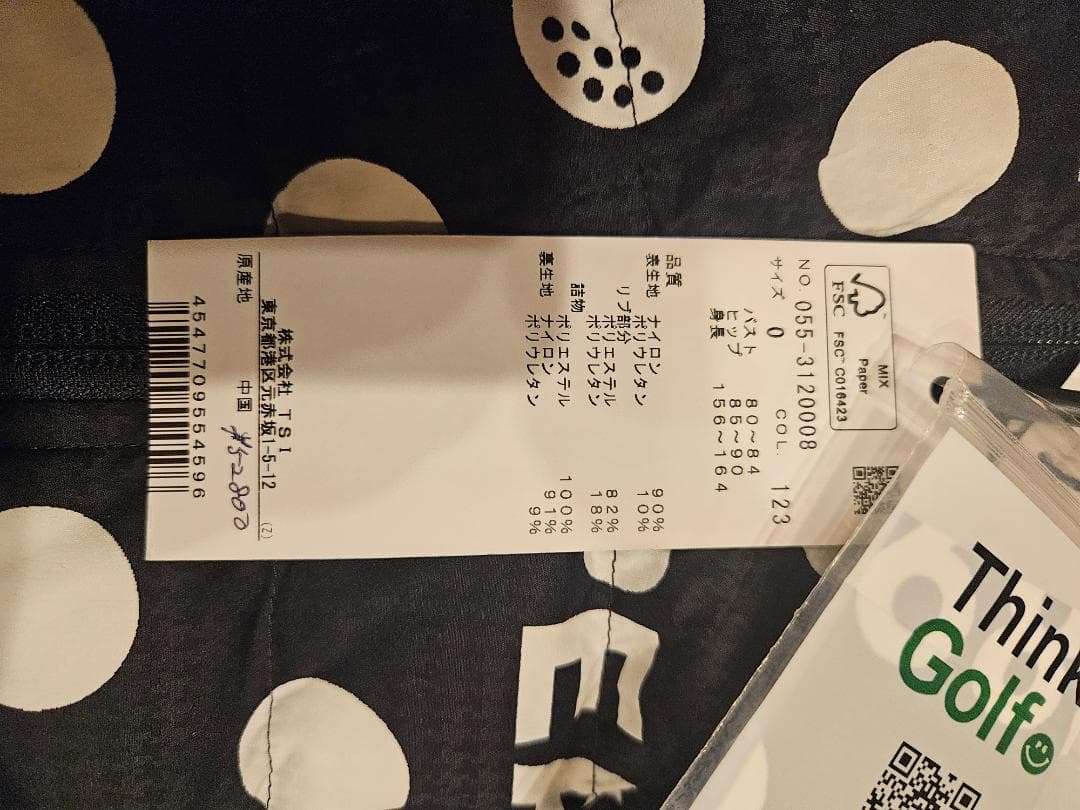 MIX
Paper
FSC™ C016423
FSC
NO. 055-3120008
サイズ 0 COL. 123
バスト 80~84
ヒップ 85~90
身長 156~164
品質
表生地 ナイロン 90%
ポリウレタン 10%
リブ部分
ポリエステル 82%
ポリウレタン 18%
詰物
ポリエステル 100%
裏生地 ナイロン 91%
ポリウレタン 9%
株式会社 TSI
東京都港区元赤坂1-5-12
(Z)
原産地 中国
4547709554596
Think
Golf